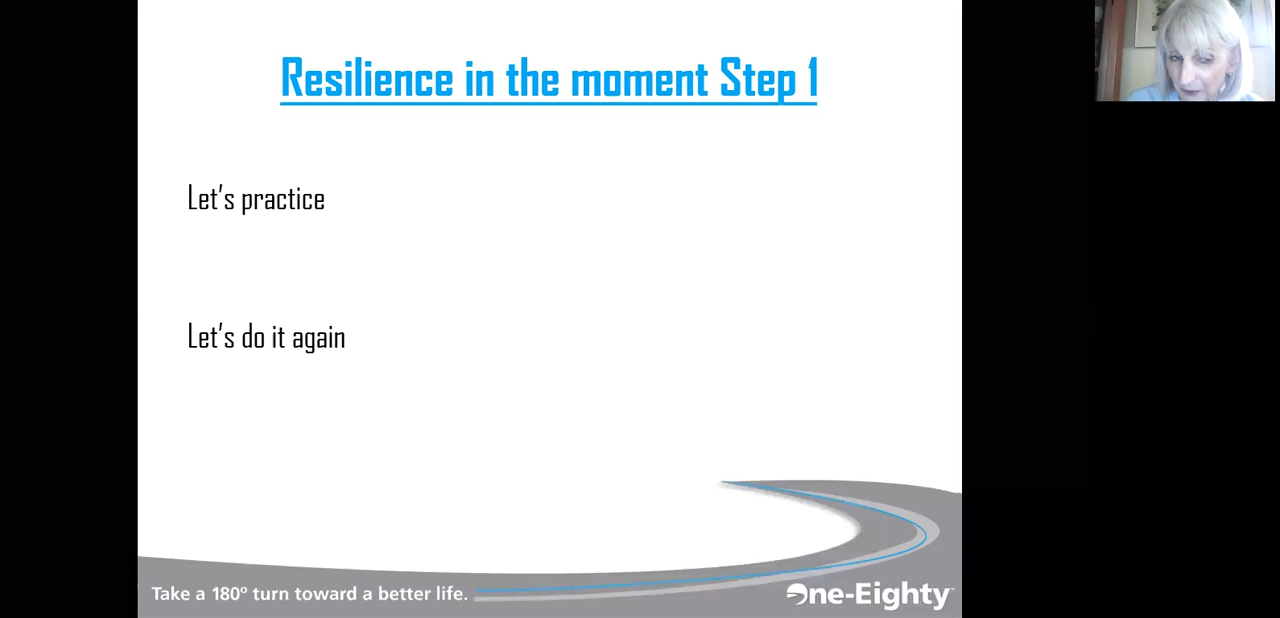 Resilience in the moment Step 1
Let's practice
Let's do it again
Take a 180º turn toward a better life.
One-Eighty